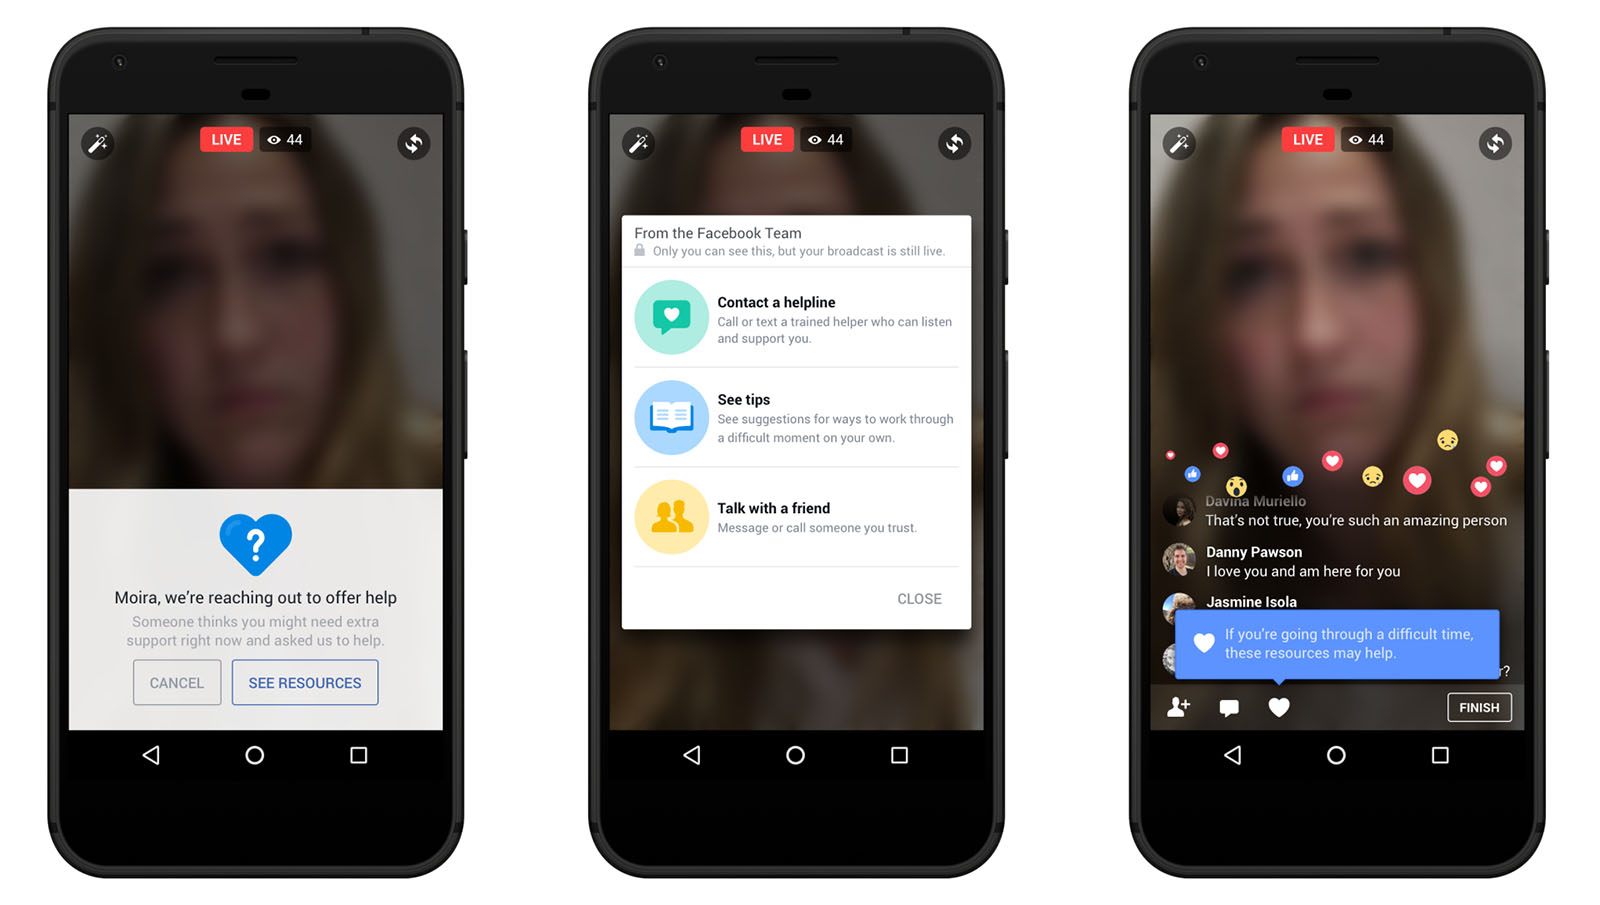 LIVE
44
?
Moira, we're reaching out to offer help
Someone thinks you might need extra
support right now and asked us to help.
CANCEL
SEE RESOURCES
LIVE
44
From the Facebook Team
Only you can see this, but your broadcast is still live.
Contact a helpline
Call or text a trained helper who can listen
and support you.
See tips
See suggestions for ways to work through
a difficult moment on your own.
Talk with a friend
Message or call someone you trust.
CLOSE
LIVE
44
Davina Muriello
That's not true, you're such an amazing person
Danny Pawson
I love you and am here for you
Jasmine Isola
If you're going through a difficult time,
these resources may help.
r?
FINISH